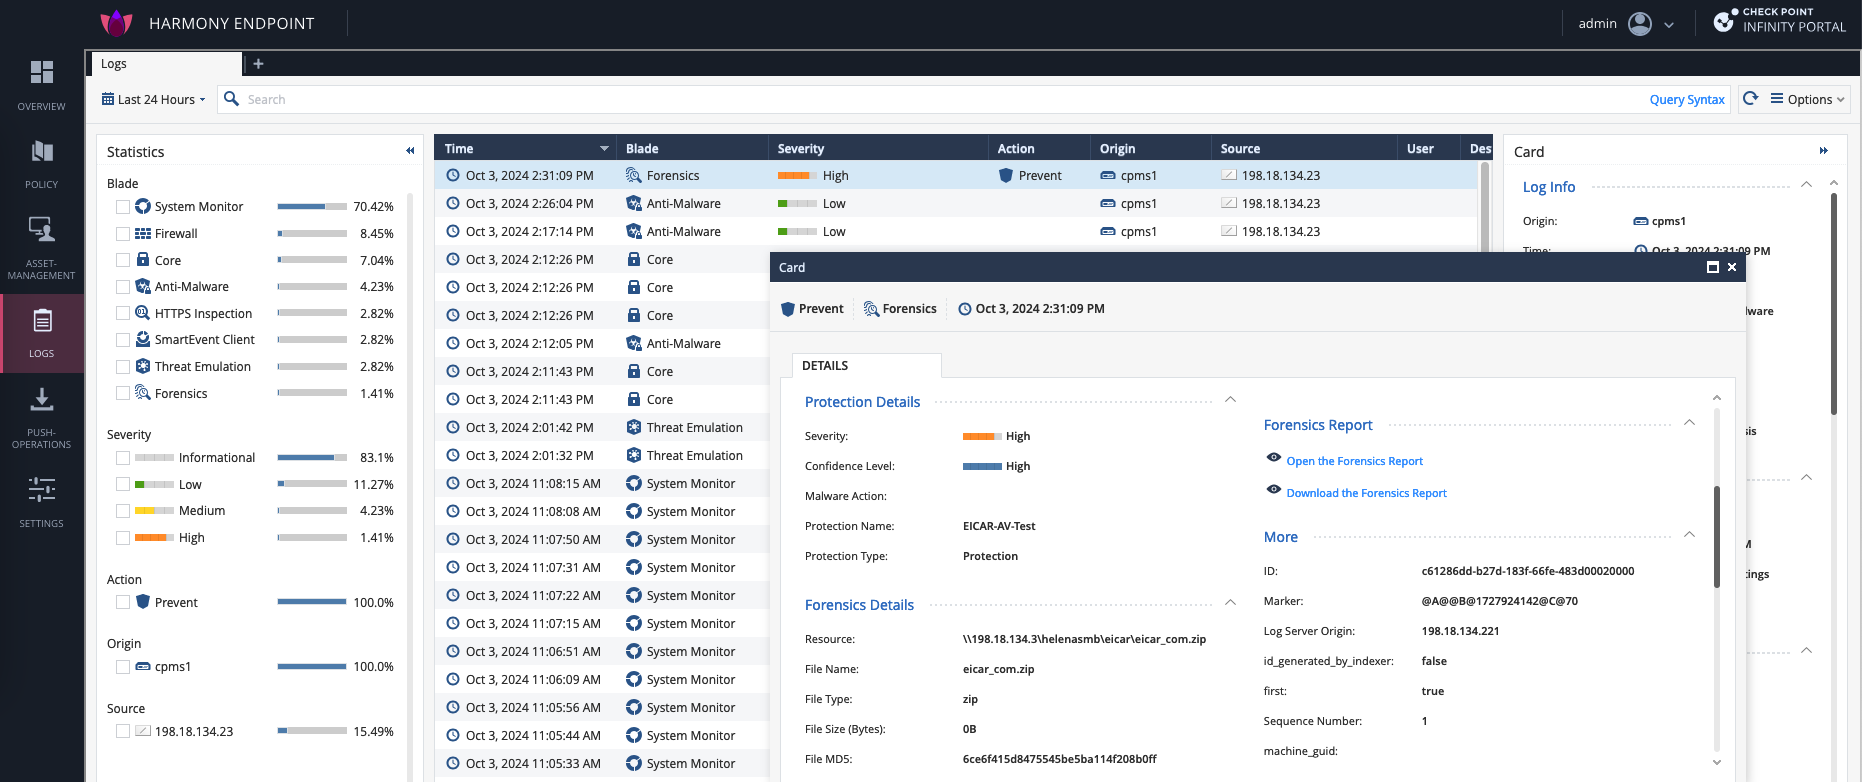 HARMONY ENDPOINT
admin
CHECK POINT
INFINITY PORTAL
OVERVIEW
POLICY
ASSET-
MANAGEMENT
LOGS
PUSH-
OPERATIONS
SETTINGS
Logs +
Last 24 Hours
Search
Query Syntax
Options
Statistics
Blade
System Monitor 70.42%
Firewall 8.45%
Core 7.04%
Anti-Malware 4.23%
HTTPS Inspection 2.82%
SmartEvent Client 2.82%
Threat Emulation 2.82%
Forensics 1.41%
Severity
Informational 83.1%
Low 11.27%
Medium 4.23%
High 1.41%
Action
Prevent 100.0%
Origin
cpms1 100.0%
Source
198.18.134.23 15.49%
Time Blade Severity Action Origin Source User Des
Oct 3, 2024 2:31:09 PM Forensics High Prevent cpms1 198.18.134.23
Oct 3, 2024 2:26:04 PM Anti-Malware Low cpms1 198.18.134.23
Oct 3, 2024 2:17:14 PM Anti-Malware Low cpms1 198.18.134.23
Oct 3, 2024 2:12:26 PM Core
Oct 3, 2024 2:12:26 PM Core
Oct 3, 2024 2:12:26 PM Core
Oct 3, 2024 2:12:05 PM Anti-Malware
Oct 3, 2024 2:11:43 PM Core
Oct 3, 2024 2:11:43 PM Core
Oct 3, 2024 2:01:42 PM Threat Emulation
Oct 3, 2024 2:01:32 PM Threat Emulation
Oct 3, 2024 11:08:15 AM System Monitor
Oct 3, 2024 11:08:08 AM System Monitor
Oct 3, 2024 11:07:50 AM System Monitor
Oct 3, 2024 11:07:31 AM System Monitor
Oct 3, 2024 11:07:22 AM System Monitor
Oct 3, 2024 11:07:15 AM System Monitor
Oct 3, 2024 11:06:51 AM System Monitor
Oct 3, 2024 11:06:09 AM System Monitor
Oct 3, 2024 11:05:56 AM System Monitor
Oct 3, 2024 11:05:44 AM System Monitor
Oct 3, 2024 11:05:33 AM System Monitor
Card
Log Info
Origin: cpms1
Time: Oct 3, 2024 2:31:09 PM
lware
sis
M
tings
Card
Prevent Forensics Oct 3, 2024 2:31:09 PM
DETAILS
Protection Details
Severity: High
Confidence Level: High
Malware Action:
Protection Name: EICAR-AV-Test
Protection Type: Protection
Forensics Details
Resource: \\198.18.134.3\helenasmb\eicar\eicar_com.zip
File Name: eicar_com.zip
File Type: zip
File Size (Bytes): 0B
File MD5: 6ce6f415d8475545be5ba114f208b0ff
Forensics Report
Open the Forensics Report
Download the Forensics Report
More
ID: c61286dd-b27d-183f-66fe-483d00020000
Marker: @A@@B@1727924142@C@70
Log Server Origin: 198.18.134.221
id_generated_by_indexer: false
first: true
Sequence Number: 1
machine_guid: